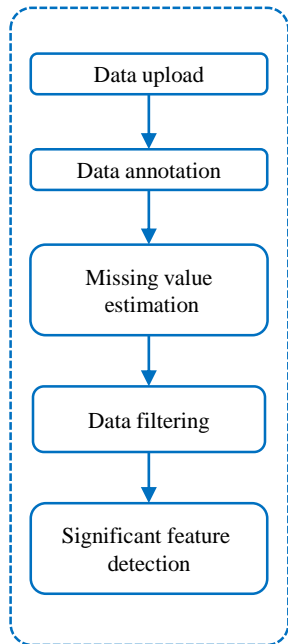 Data upload
Data annotation
Missing value
estimation
Data filtering
Significant feature
detection